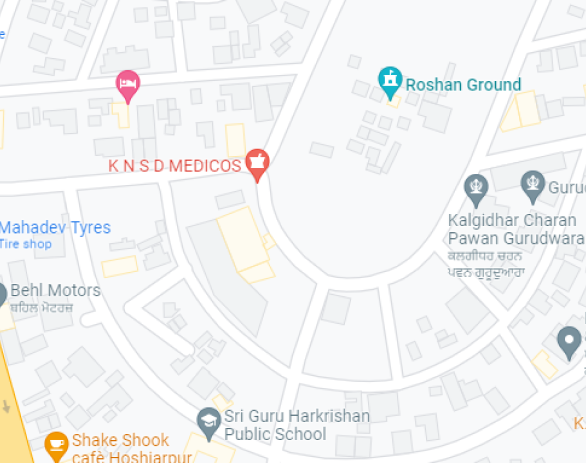 e
Roshan Ground
K N S D MEDICOS
Gurud
Kalgidhar Charan
Pawan Gurudwara
ਕਲਗੀਧਰ ਚਰਨ
ਪਵਨ ਗੁਰੂਦੁਆਰਾ
Mahadev Tyres
Tire shop
Behl Motors
ਬਹਿਲ ਮੋਟਰਜ਼
Sri Guru Harkrishan
Public School
K
Shake Shook
cafe Hoshiarpur